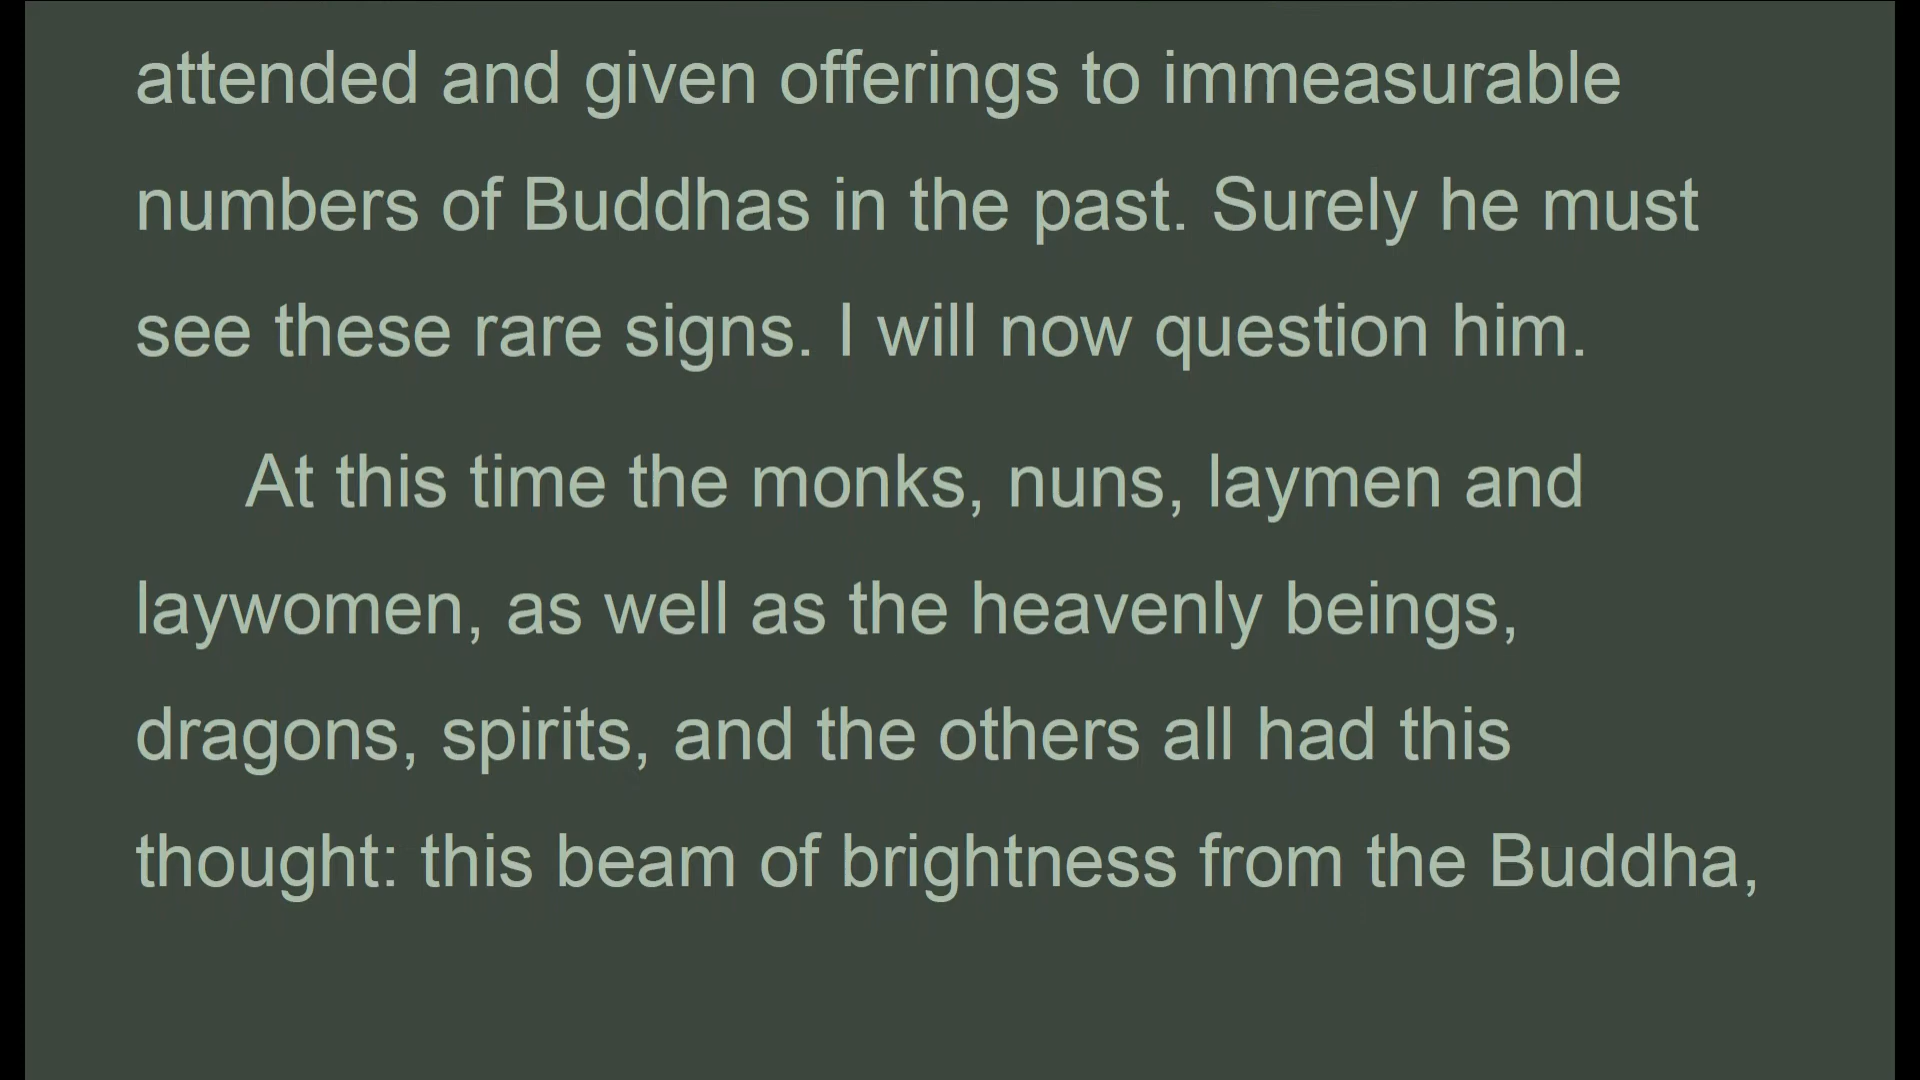 attended and given offerings to immeasurable
numbers of Buddhas in the past. Surely he must
see these rare signs. I will now question him.
At this time the monks, nuns, laymen and
laywomen, as well as the heavenly beings,
dragons, spirits, and the others all had this
thought: this beam of brightness from the Buddha,